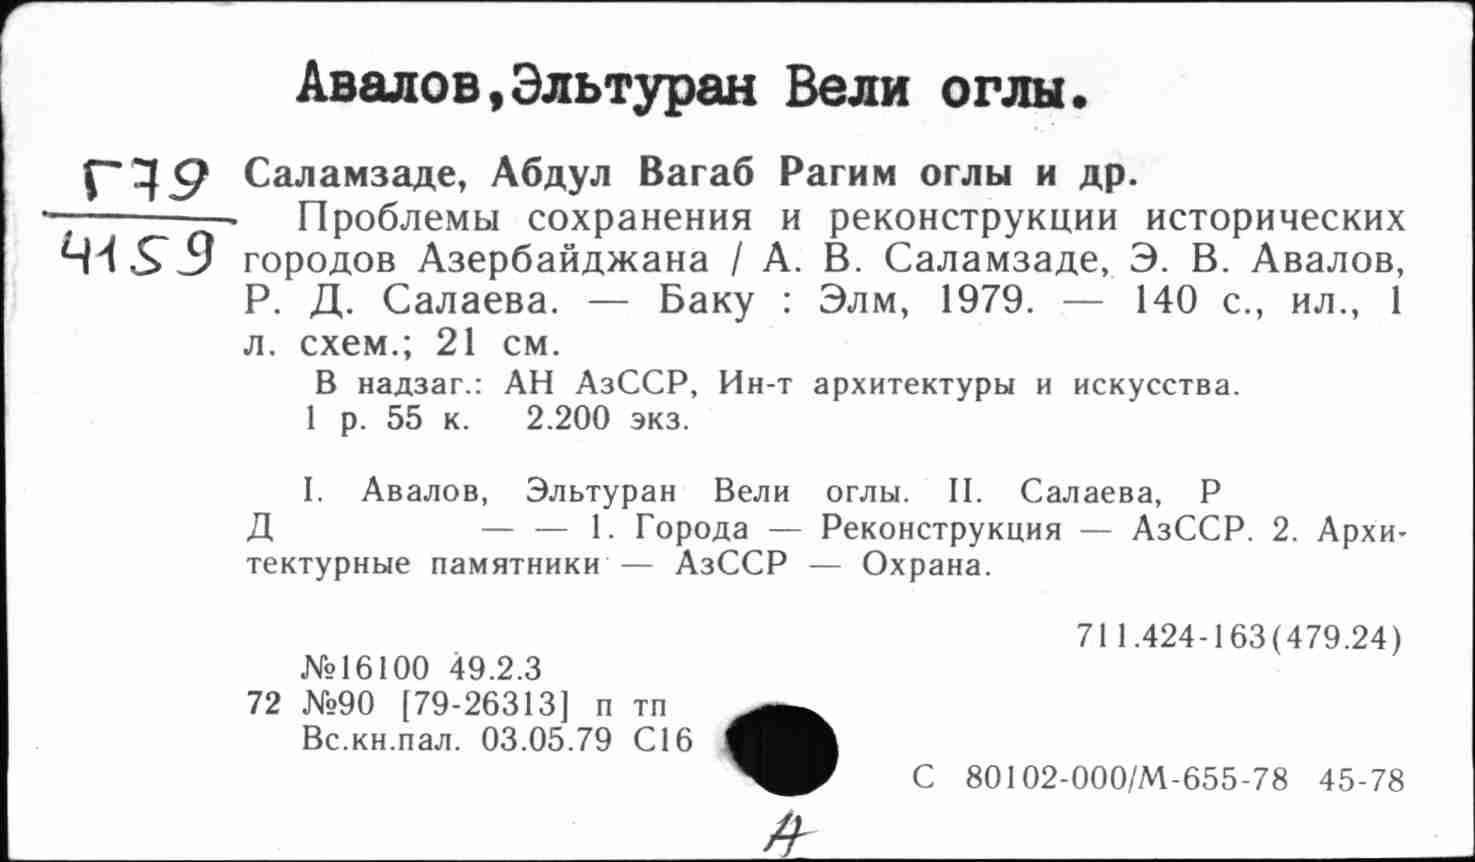 Авалов,Эльтуран Вели оглы.
Г79
4159
Саламзаде, Абдул Вагаб Рагим оглы и др.
Проблемы сохранения и реконструкции исторических
городов Азербайджана / А. В. Саламзаде, Э. В. Авалов,
Р. Д. Салаева. — Баку : Элм, 1979. — 140 с., ил., 1
л. схем.; 21 см.
В надзаг.: АН АзССР, Ин-т архитектуры и искусства.
1 р. 55 к. 2.200 экз.
I. Авалов, Эльтуран Вели оглы. II. Салаева, Р
Д — — 1. Города — Реконструкция — АзССР. 2. Архи-
тектурные памятники — АзССР — Охрана.
711.424-163(479.24)
№16100 49.2.3
72 №90 [79-26313] п тп
Вс.кн.пал. 03.05.79 С16
С 80102-000/М-655-78 45-78
А